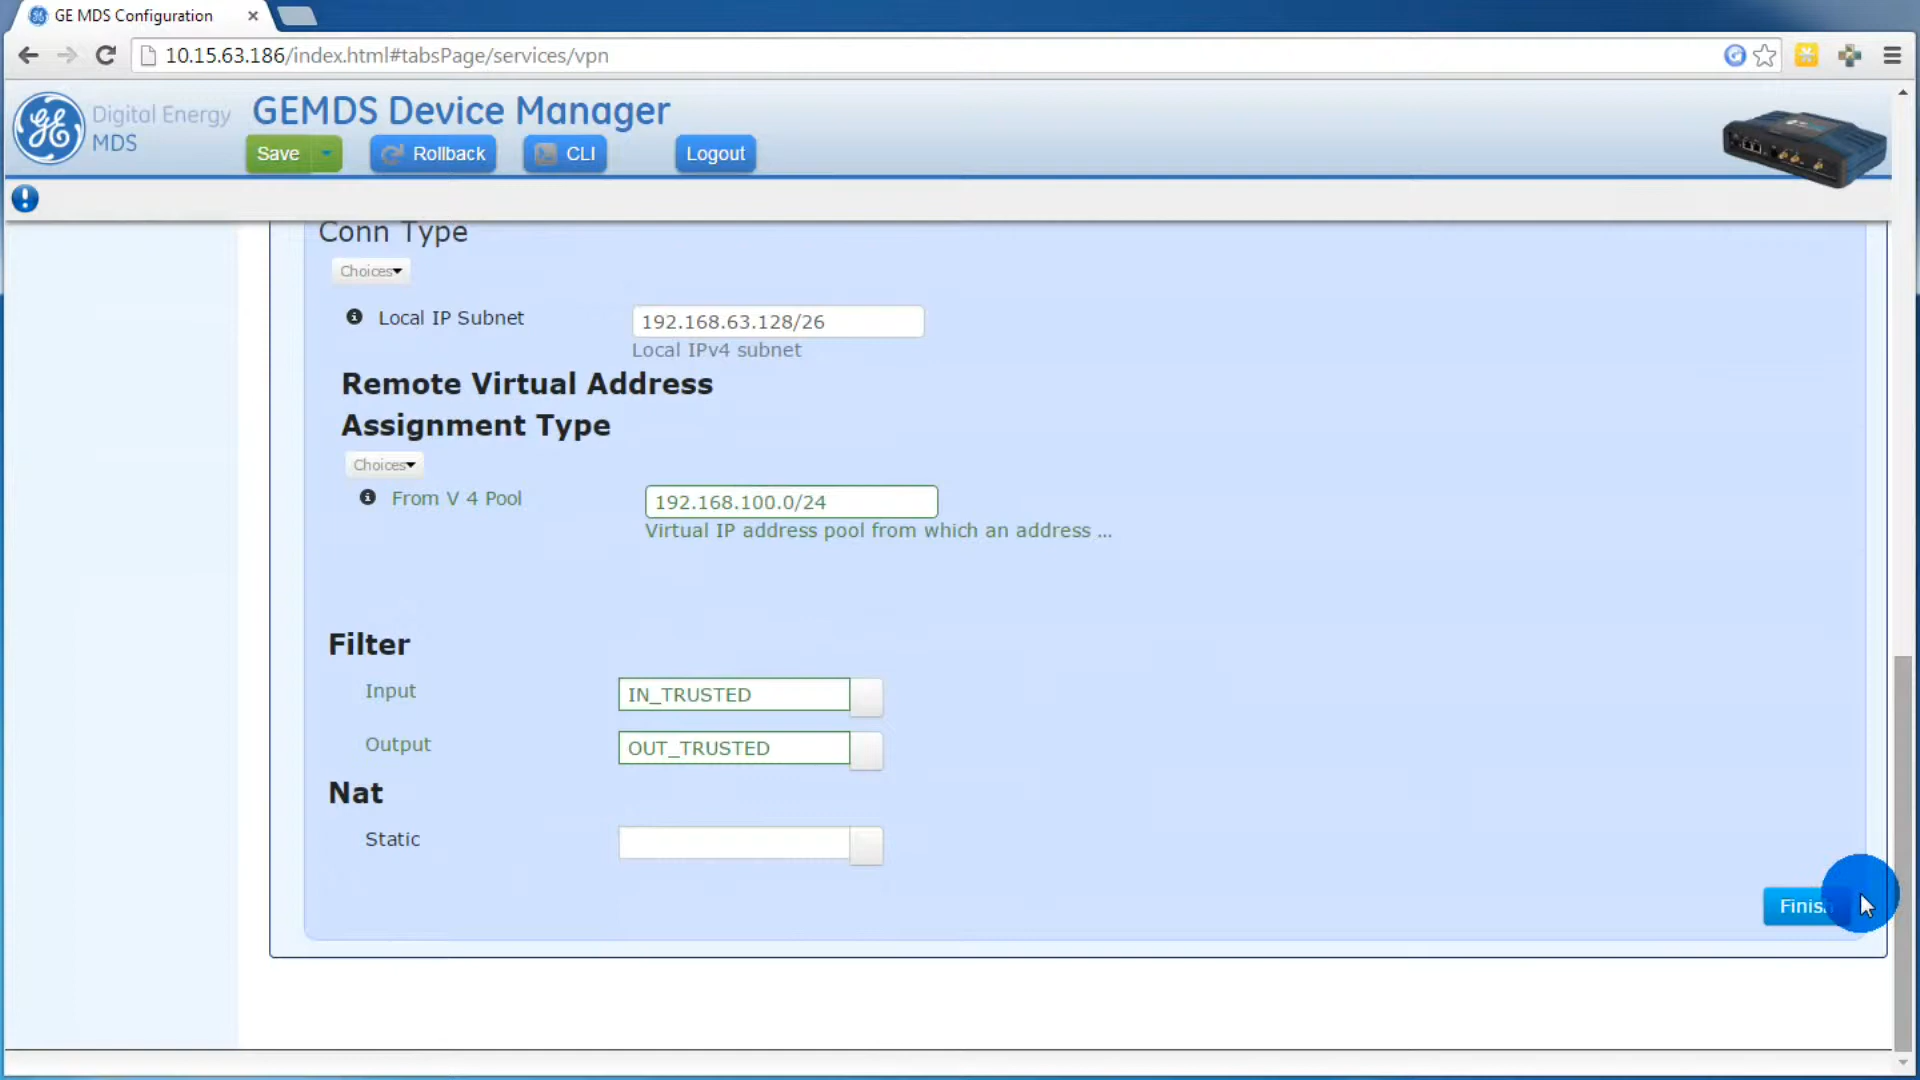 GE MDS Configuration
10.15.63.186/index.html#tabsPage/services/vpn
Digital Energy
MDS
GEMDS Device Manager
Save
Rollback
CLI
Logout
Conn Type
Choices
Local IP Subnet
192.168.63.128/26
Local IPv4 subnet
Remote Virtual Address
Assignment Type
Choices
From V 4 Pool
192.168.100.0/24
Virtual IP address pool from which an address ...
Filter
Input
IN_TRUSTED
Output
OUT_TRUSTED
Nat
Static
Finish